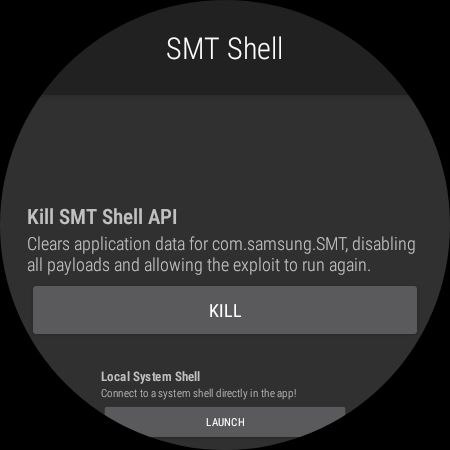 SMT Shell
Kill SMT Shell API
Clears application data for com.samsung.SMT, disabling
all payloads and allowing the exploit to run again.
KILL
Local System Shell
Connect to a system shell directly in the app!
LAUNCH